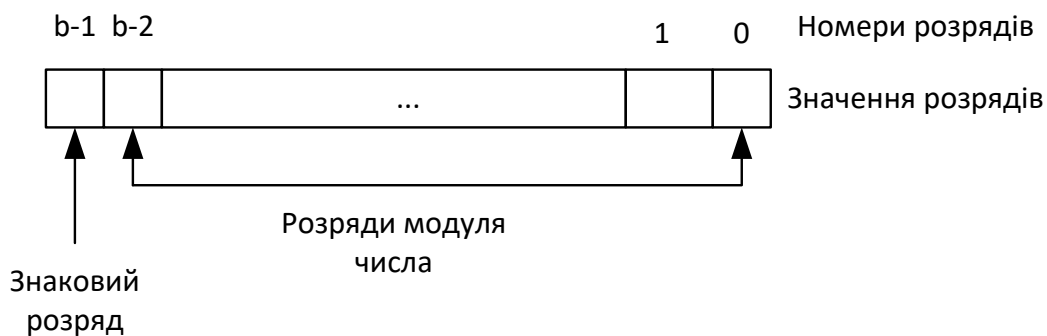 b-1 b-2 1 0 Номери розрядів
... Значення розрядів
Розряди модуля
числа
Знаковий
розряд